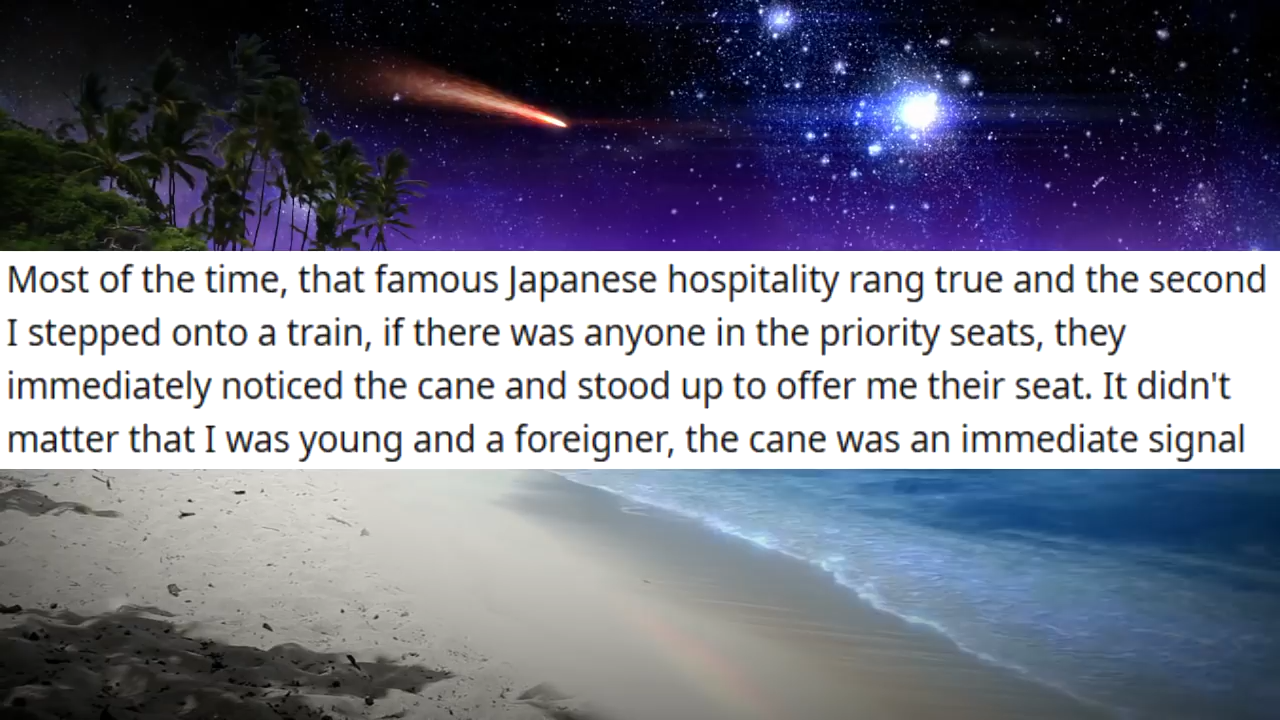 Most of the time, that famous Japanese hospitality rang true and the second
I stepped onto a train, if there was anyone in the priority seats, they
immediately noticed the cane and stood up to offer me their seat. It didn't
matter that I was young and a foreigner, the cane was an immediate signal